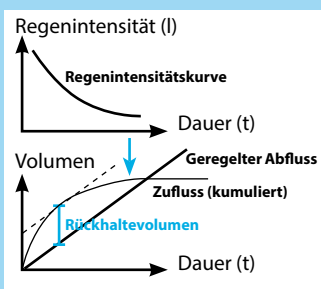 Regenintensität (l)
Regenintensitätskurve
Dauer (t)
Volumen
Geregelter Abfluss
Zufluss (kumuliert)
Rückhaltevolumen
Dauer (t)